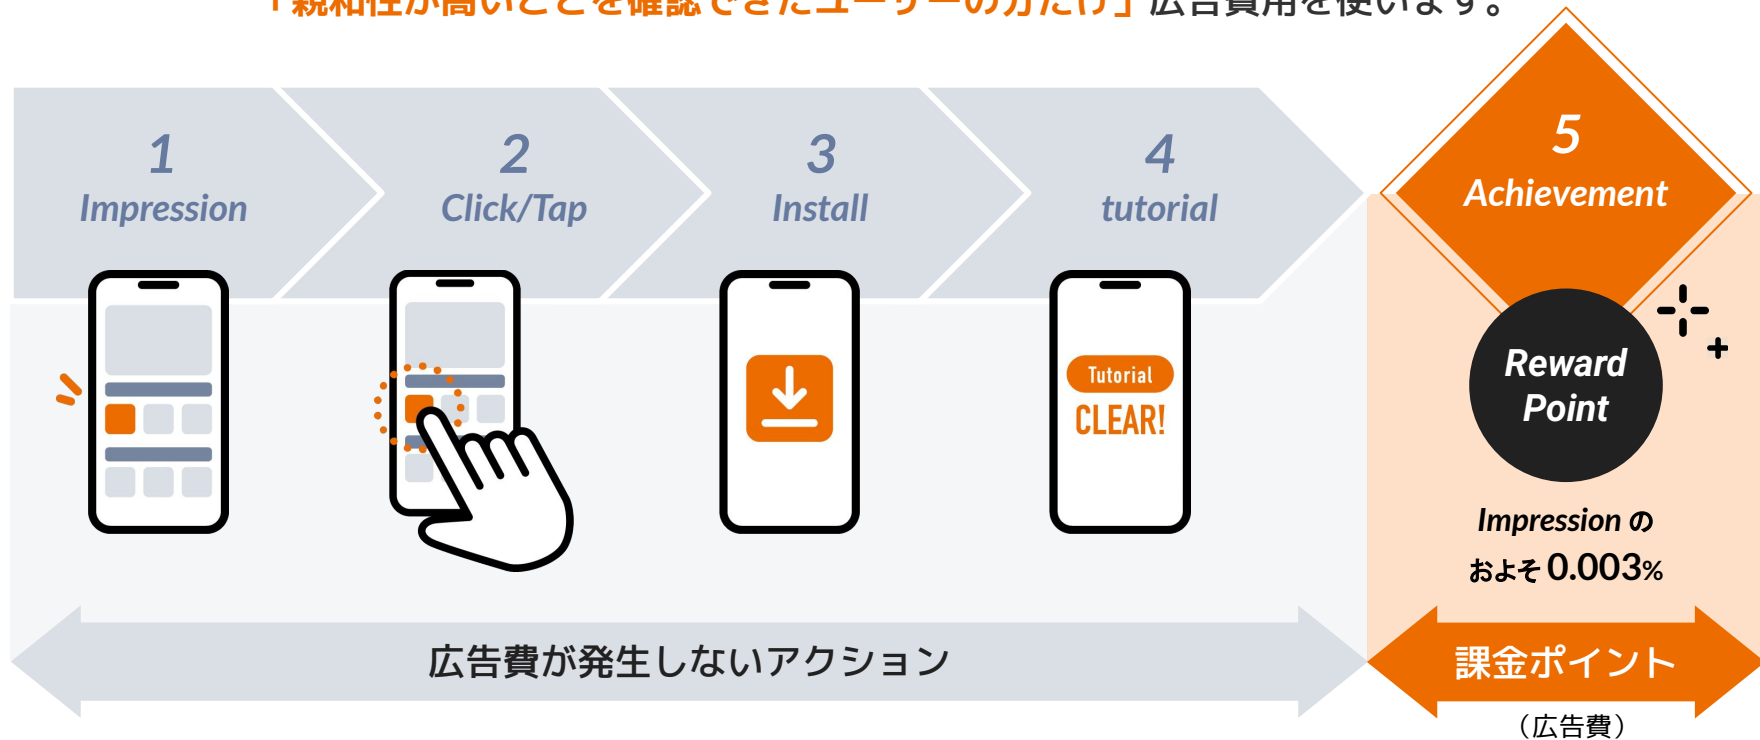 「親和性が高いことを確認できたユーザーの分だけ」広告費用を使います。
1
Impression
2
Click/Tap
3
Install
4
tutorial
5
Achievement
Tutorial
CLEAR!
Reward
Point
Impression の
およそ 0.003%
広告費が発生しないアクション
課金ポイント
（広告費）